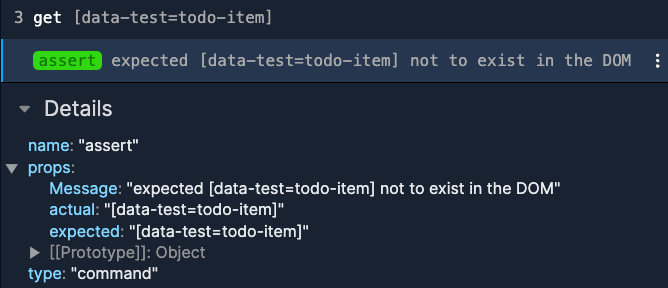 3 get [data-test=todo-item]
assert expected [data-test=todo-item] not to exist in the DOM
Details
name: "assert"
props:
Message: "expected [data-test=todo-item] not to exist in the DOM"
actual: "[data-test=todo-item]"
expected: "[data-test=todo-item]"
[[Prototype]]: Object
type: "command"